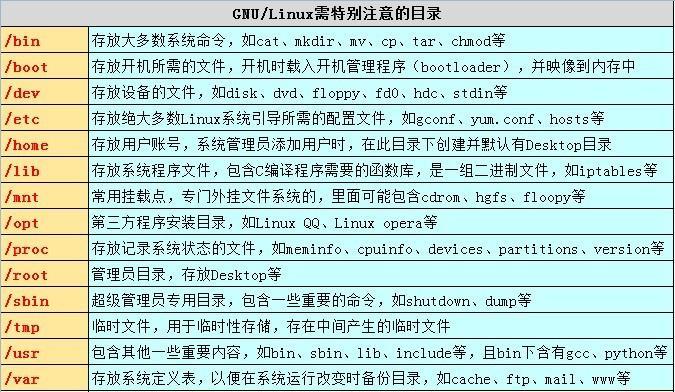 GNU/Linux需特别注意的目录
/bin 存放大多数系统命令，如cat、mkdir、mv、cp、tar、chmod等
/boot 存放开机所需的文件，开机时载入开机管理程序（bootloader），并映像到内存中
/dev 存放设备的文件，如disk、dvd、floppy、fd0、hdc、stdin等
/etc 存放绝大多数Linux系统引导所需的配置文件，如gconf、yum.conf、hosts等
/home 存放用户账号，系统管理员添加用户时，在此目录下创建并默认有Desktop目录
/lib 存放系统程序文件，包含C编译程序需要的函数库，是一组二进制文件，如iptables等
/mnt 常用挂载点，专门外挂文件系统的，里面可能包含cdrom、hgfs、floopy等
/opt 第三方程序安装目录，如Linux QQ、Linux opera等
/proc 存放记录系统状态的文件，如meminfo、cpuinfo、devices、partitions、version等
/root 管理员目录，存放Desktop等
/sbin 超级管理员专用目录，包含一些重要的命令，如shutdown、dump等
/tmp 临时文件，用于临时性存储，存在中间产生的临时文件
/usr 包含其他一些重要内容，如bin、sbin、lib、include等，且bin下含有gcc、python等
/var 存放系统定义表，以便在系统运行改变时备份目录，如cache、ftp、mail、www等